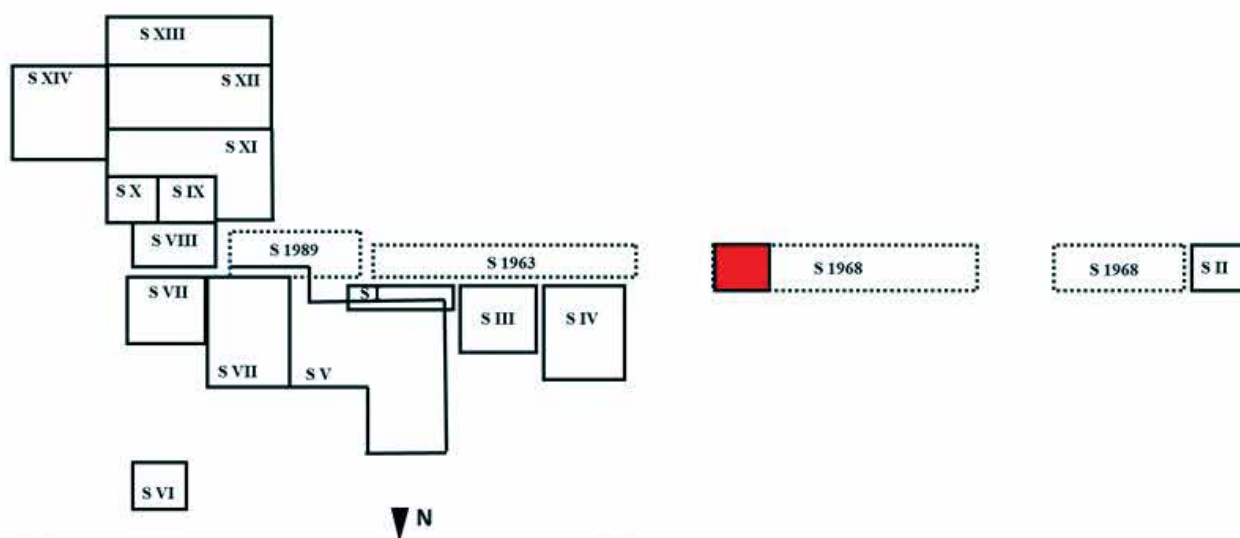 S XIII
S XIV
S XII
S XI
S X
S IX
S VIII
S 1989
S 1963
S 1968
S 1968
S II
S VII
S I
S III
S IV
S VII
S V
S VI
N